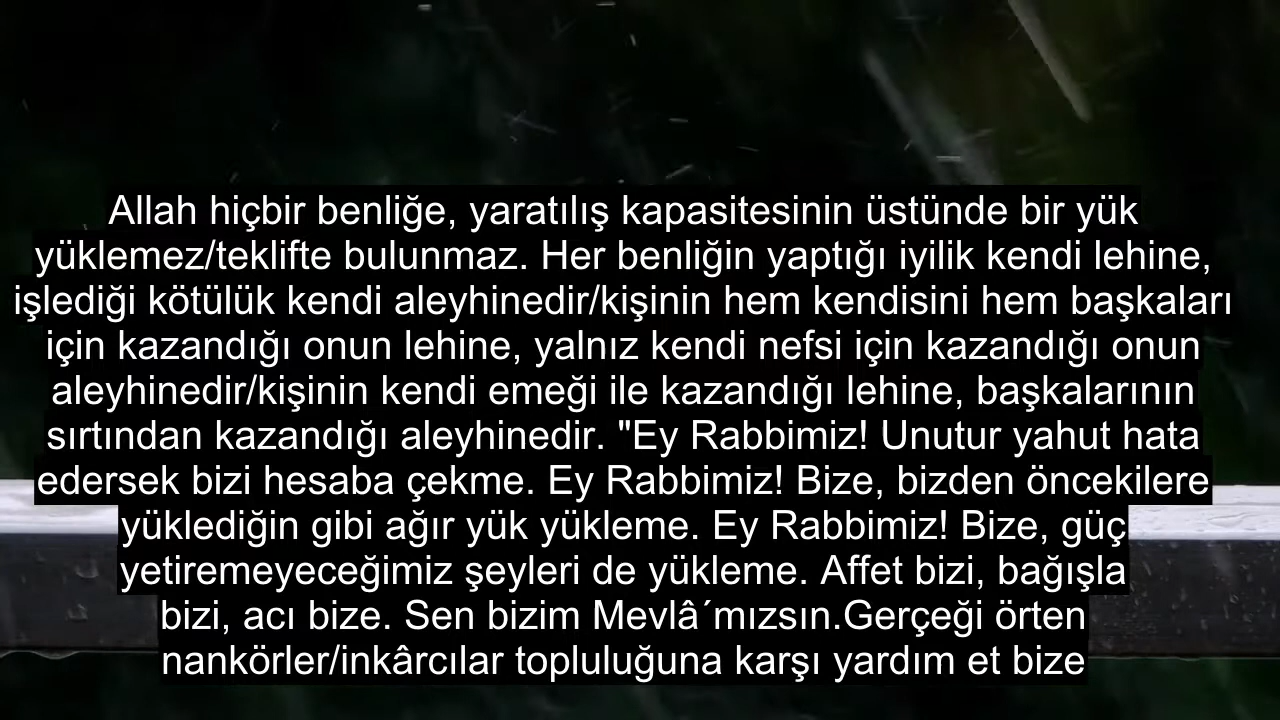 Allah hiçbir benliğe, yaratılış kapasitesinin üstünde bir yük
yüklemez/teklifte bulunmaz. Her benliğin yaptığı iyilik kendi lehine,
işlediği kötülük kendi aleyhinedir/kişinin hem kendisini hem başkaları
için kazandığı onun lehine, yalnız kendi nefsi için kazandığı onun
aleyhinedir/kişinin kendi emeği ile kazandığı lehine, başkalarının
sırtından kazandığı aleyhinedir. "Ey Rabbimiz! Unutur yahut hata
edersek bizi hesaba çekme. Ey Rabbimiz! Bize, bizden öncekilere
yüklediğin gibi ağır yük yükleme. Ey Rabbimiz! Bize, güç
yetiremeyeceğimiz şeyleri de yükleme. Affet bizi, bağışla
bizi, acı bize. Sen bizim Mevlâ´mızsın.Gerçeği örten
nankörler/inkârcılar topluluğuna karşı yardım et bize